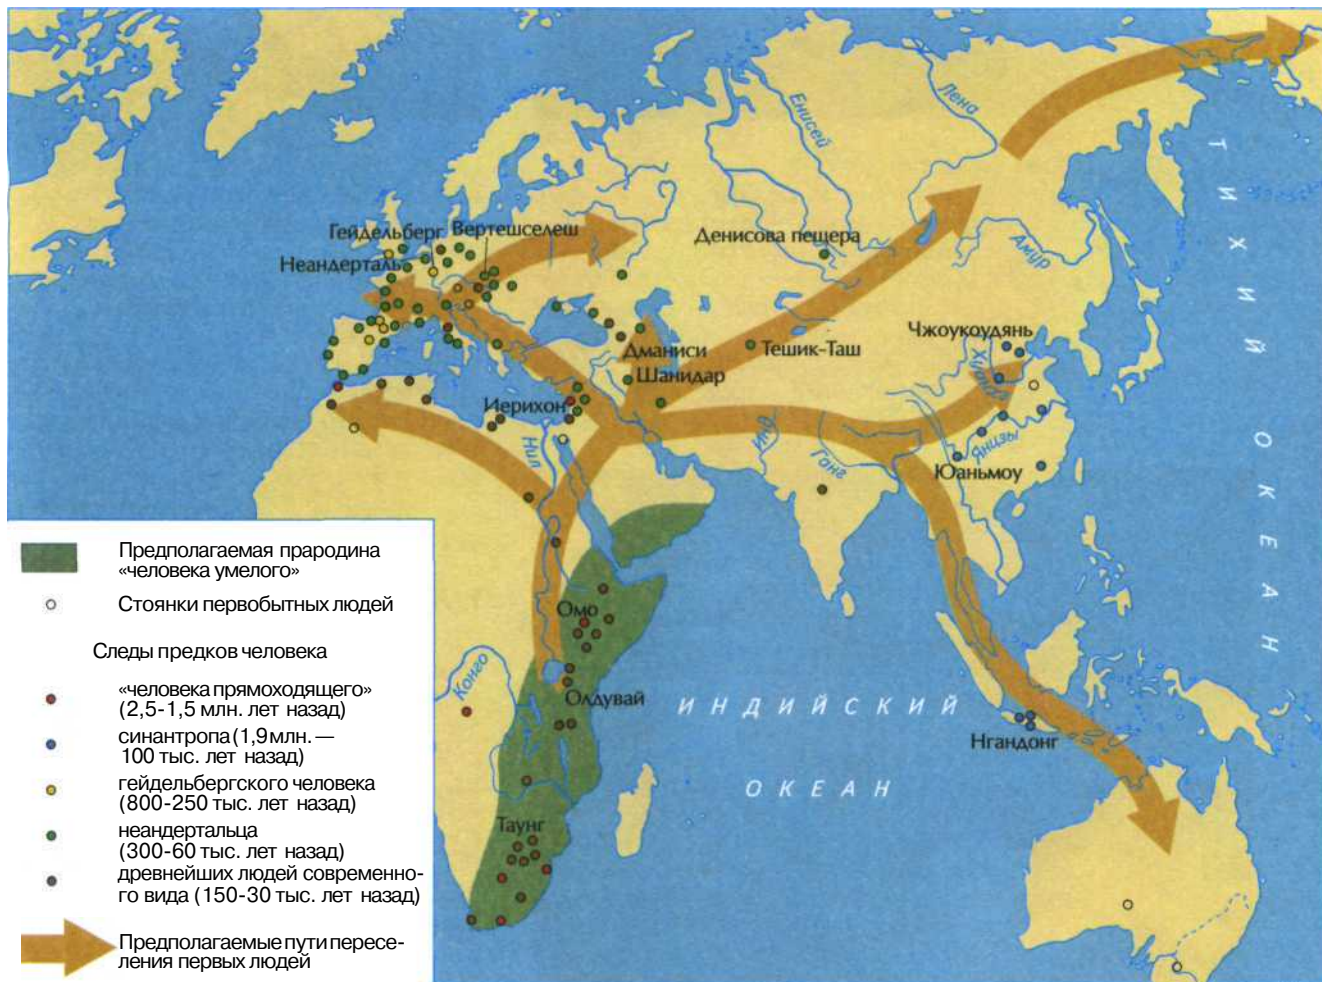 Лена
Енисей
Т И Х И Й О К Е А Н
Гейдельберг
Вертешселеш
Денисова пещера
Амур
Неандерталь
Чжоукоудянь
Дманиси
Тешик-Таш
Хуанхэ
Шанидар
Иерихон
Нил
Инд
Ганг
Янцзы
Юаньмоу
Омо
Конго
Олдувай
И Н Д И Й С К И Й
О К Е А Н
Нгандонг
Таунг
Предполагаемая прародина
«человека умелого»
Стоянки первобытных людей
Следы предков человека
«человека прямоходящего»
(2,5-1,5 млн. лет назад)
синантропа (1,9 млн. —
100 тыс. лет назад)
гейдельбергского человека
(800-250 тыс. лет назад)
неандертальца
(300-60 тыс. лет назад)
древнейших людей современно-
го вида (150-30 тыс. лет назад)
Предполагаемые пути пересе-
ления первых людей